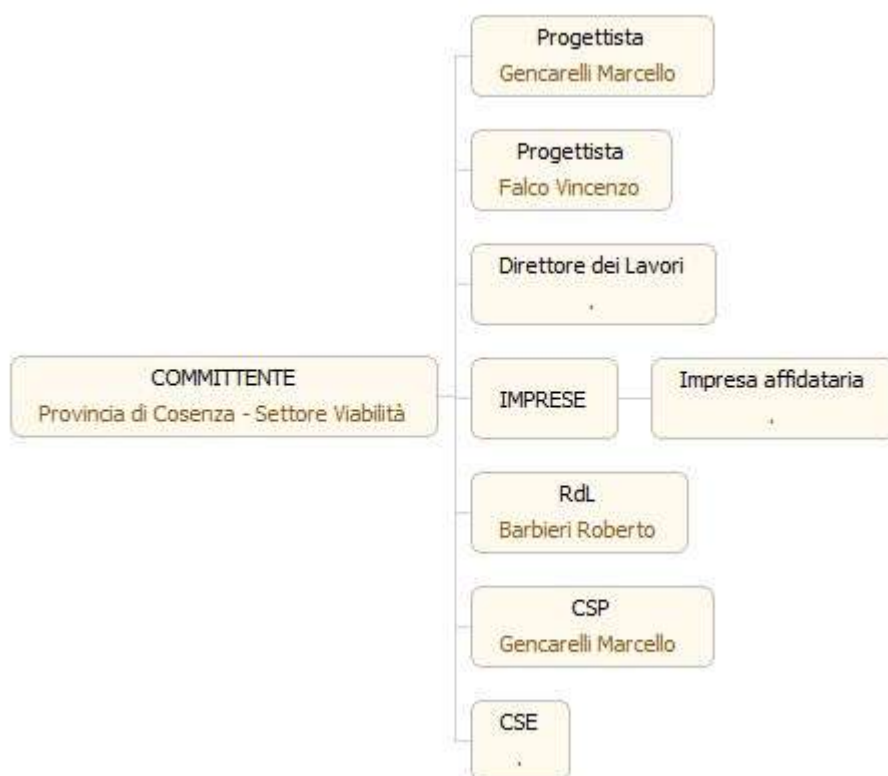 Progettista
Gencarelli Marcello
Progettista
Falco Vincenzo
Direttore dei Lavori
.
COMMITTENTE
Provincia di Cosenza - Settore Viabilità
IMPRESE
Impresa affidataria
.
RdL
Barbieri Roberto
CSP
Gencarelli Marcello
CSE
.